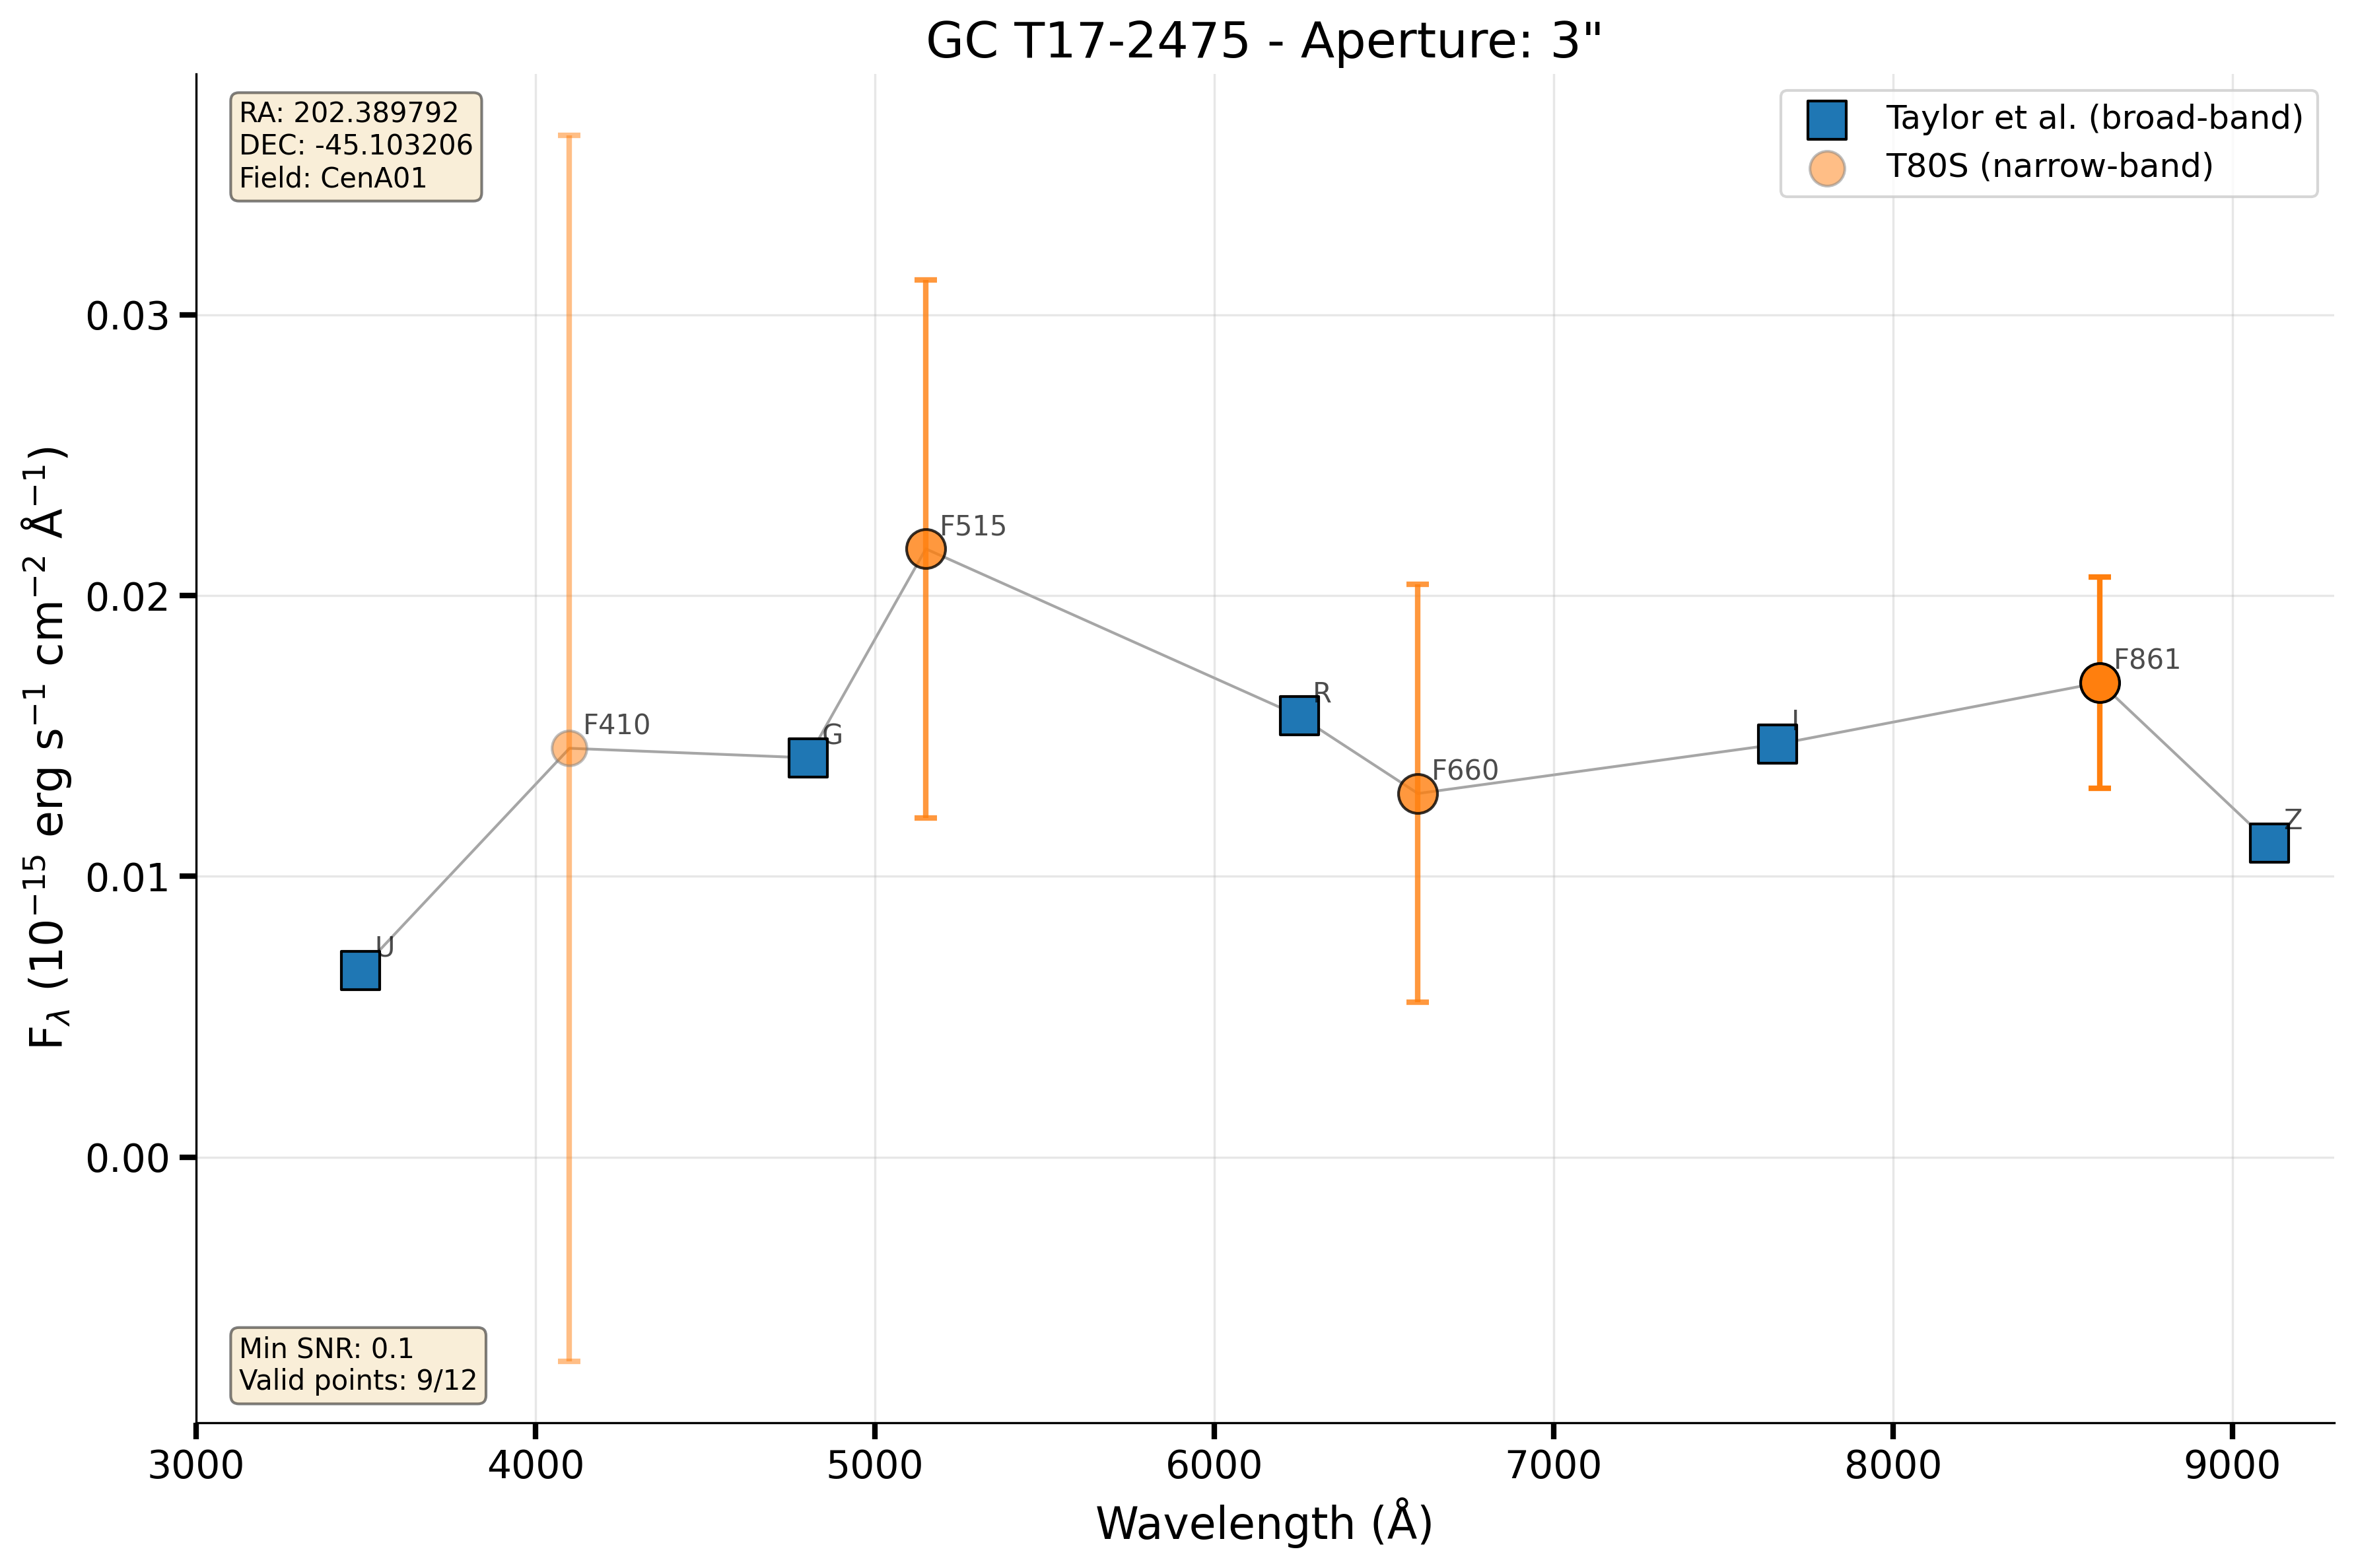 GC T17-2475 - Aperture: 3"
RA: 202.389792
DEC: -45.103206
Field: CenA01
Taylor et al. (broad-band)
T80S (narrow-band)
0.03
0.02
0.01
0.00
F_λ (10⁻¹⁵ erg s⁻¹ cm⁻² Å⁻¹)
U
F410
G
F515
R
F660
I
F861
Z
Min SNR: 0.1
Valid points: 9/12
3000 4000 5000 6000 7000 8000 9000
Wavelength (Å)